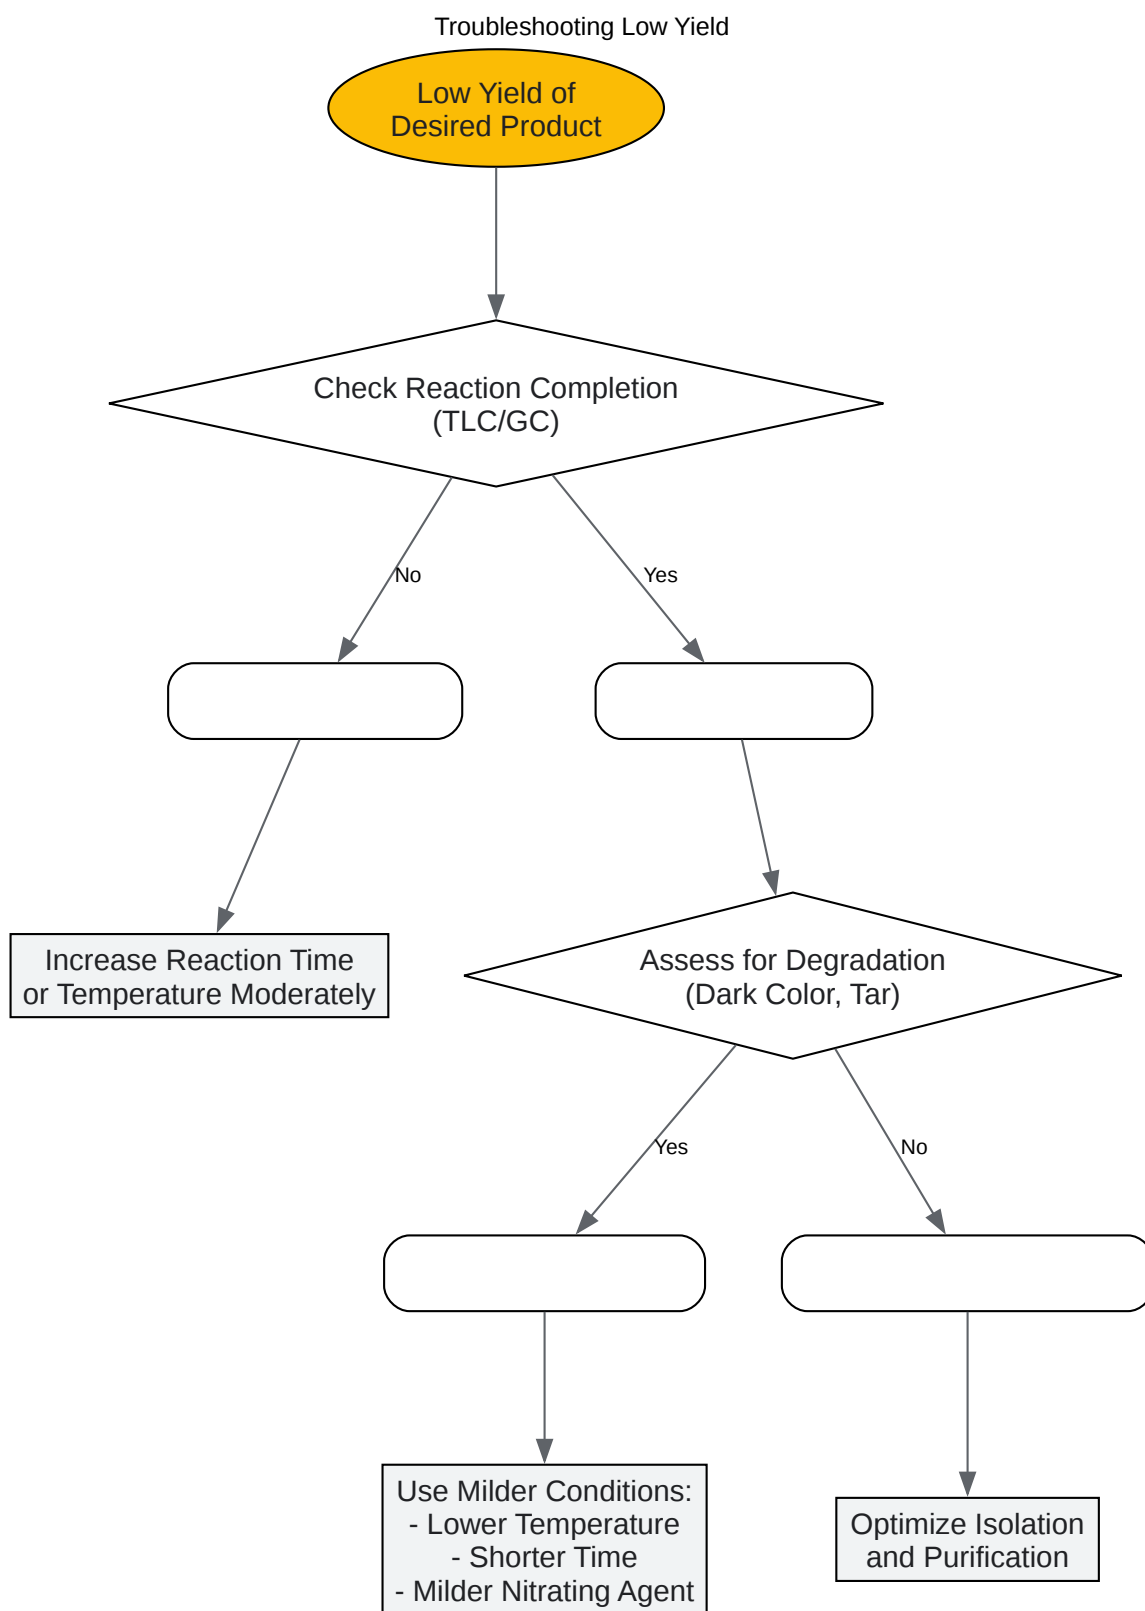 Troubleshooting Low Yield
Low Yield of
Desired Product
Check Reaction Completion
(TLC/GC)
No
Yes
Increase Reaction Time
or Temperature Moderately
Assess for Degradation
(Dark Color, Tar)
Yes
No
Use Milder Conditions:
- Lower Temperature
- Shorter Time
- Milder Nitrating Agent
Optimize Isolation
and Purification